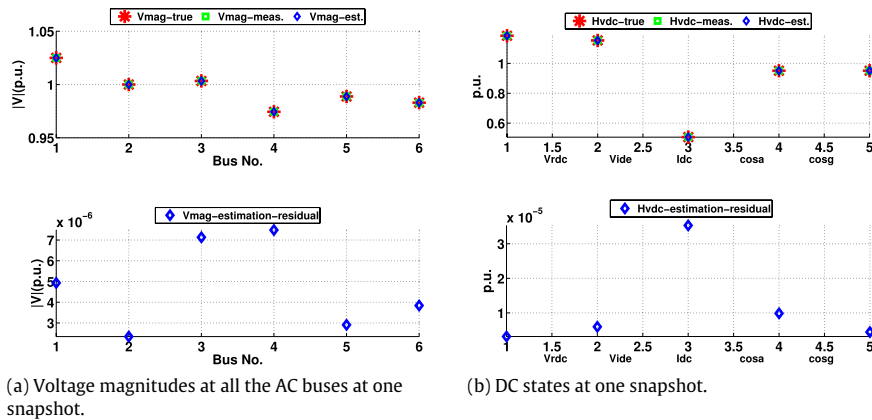 Vmag-true Vmag-meas. Vmag-est.
1.05
1
0.95
|V|(p.u.)
1 2 3 4 5 6
Bus No.
Hvdc-true Hvdc-meas. Hvdc-est.
1
0.8
0.6
p.u.
1 1.5 2 2.5 3 3.5 4 4.5 5
Vrdc Vide Idc cosa cosg
Vmag-estimation-residual
x 10⁻⁶
7
6
5
4
3
|V|(p.u.)
1 2 3 4 5 6
Bus No.
Hvdc-estimation-residual
x 10⁻⁵
3
2
1
p.u.
1 1.5 2 2.5 3 3.5 4 4.5 5
Vrdc Vide Idc cosa cosg
(a) Voltage magnitudes at all the AC buses at one
snapshot.
(b) DC states at one snapshot.